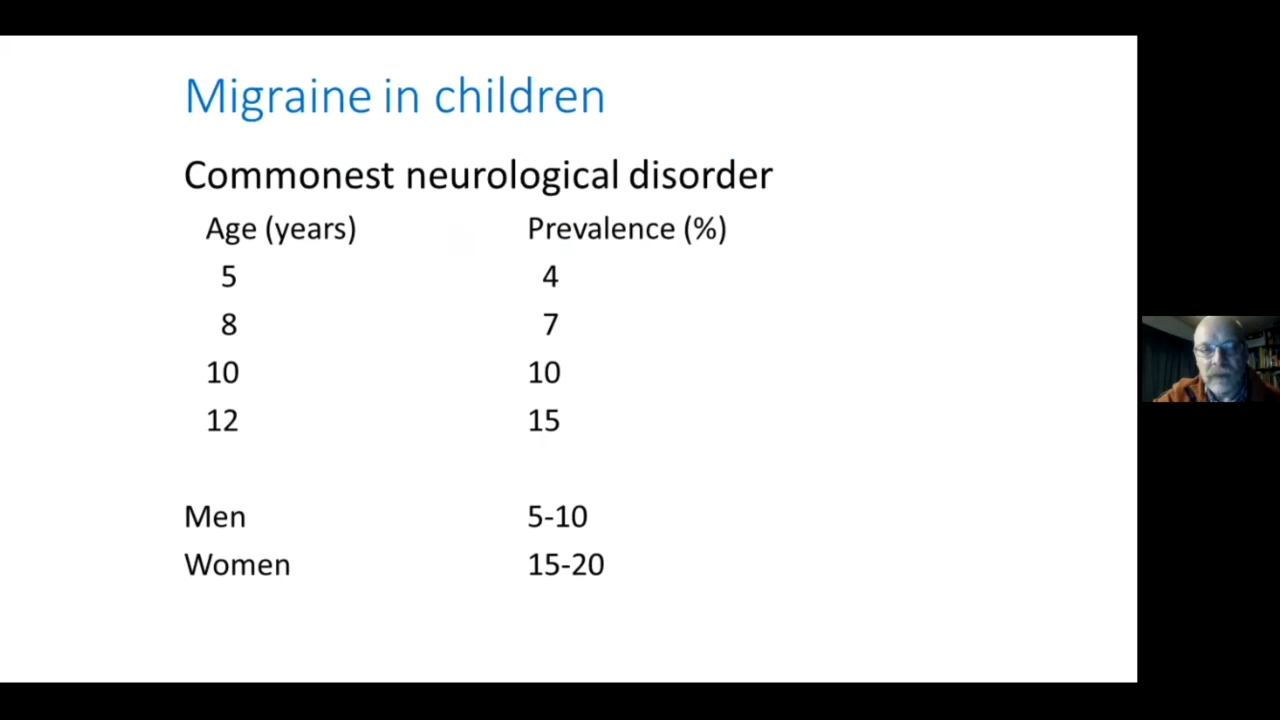 Migraine in children
Commonest neurological disorder
Age (years) Prevalence (%)
5 4
8 7
10 10
12 15
Men 5-10
Women 15-20